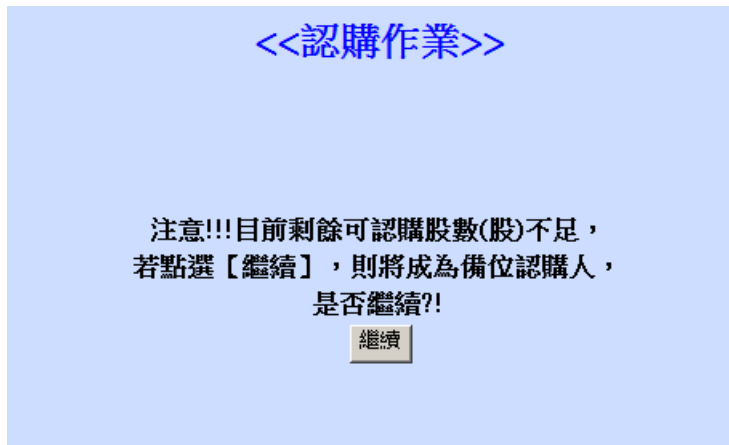 <<認購作業>>
注意!!!目前剩餘可認購股數(股)不足，
若點選【繼續】，則將成為備位認購人，
是否繼續?!
繼續